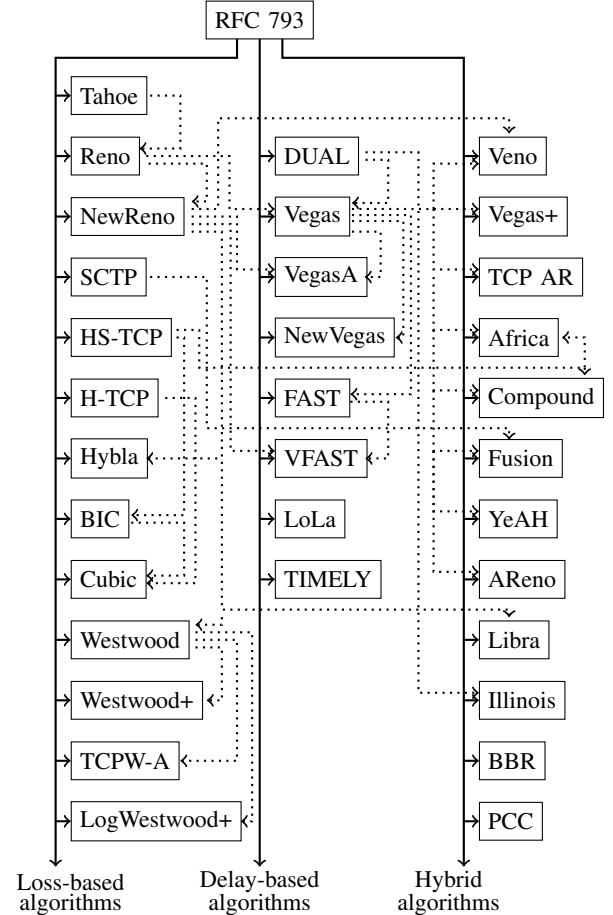 RFC 793
Tahoe
Reno
DUAL
Veno
NewReno
Vegas
Vegas+
SCTP
VegasA
TCP AR
HS-TCP
NewVegas
Africa
H-TCP
FAST
Compound
Hybla
VFAST
Fusion
BIC
LoLa
YeAH
Cubic
TIMELY
AReno
Westwood
Libra
Westwood+
Illinois
TCPW-A
BBR
LogWestwood+
PCC
Loss-based
algorithms
Delay-based
algorithms
Hybrid
algorithms